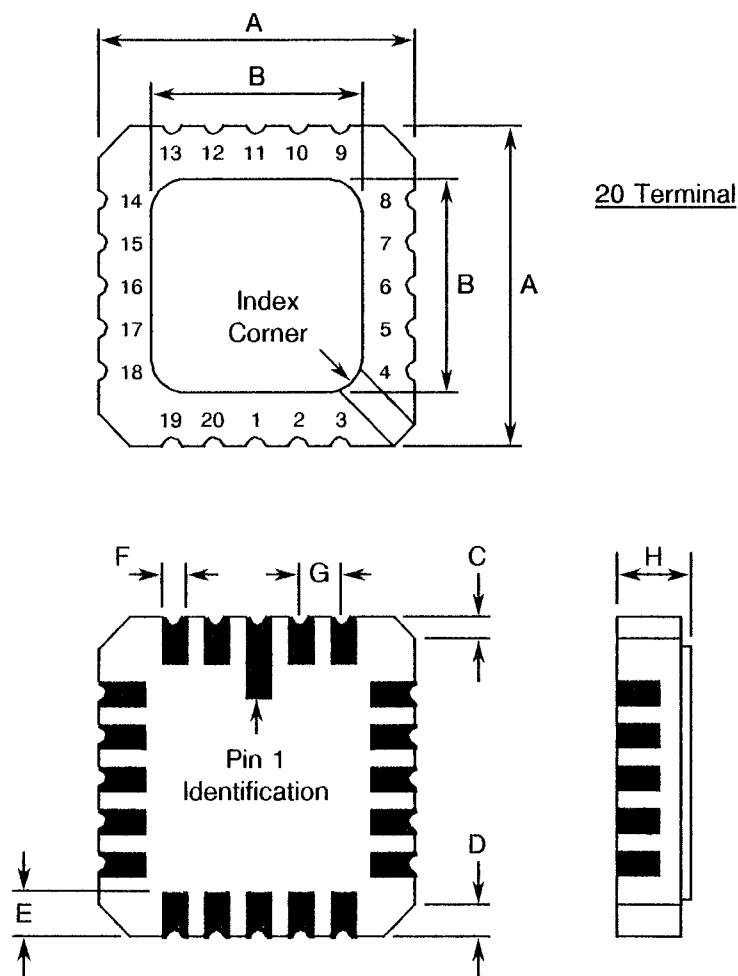 A
B
13 12 11 10 9
14 8
15 7
16 6
17 5
18 4
19 20 1 2 3
Index
Corner
B
A
20 Terminal
F
G
C
H
Pin 1
Identification
E
D